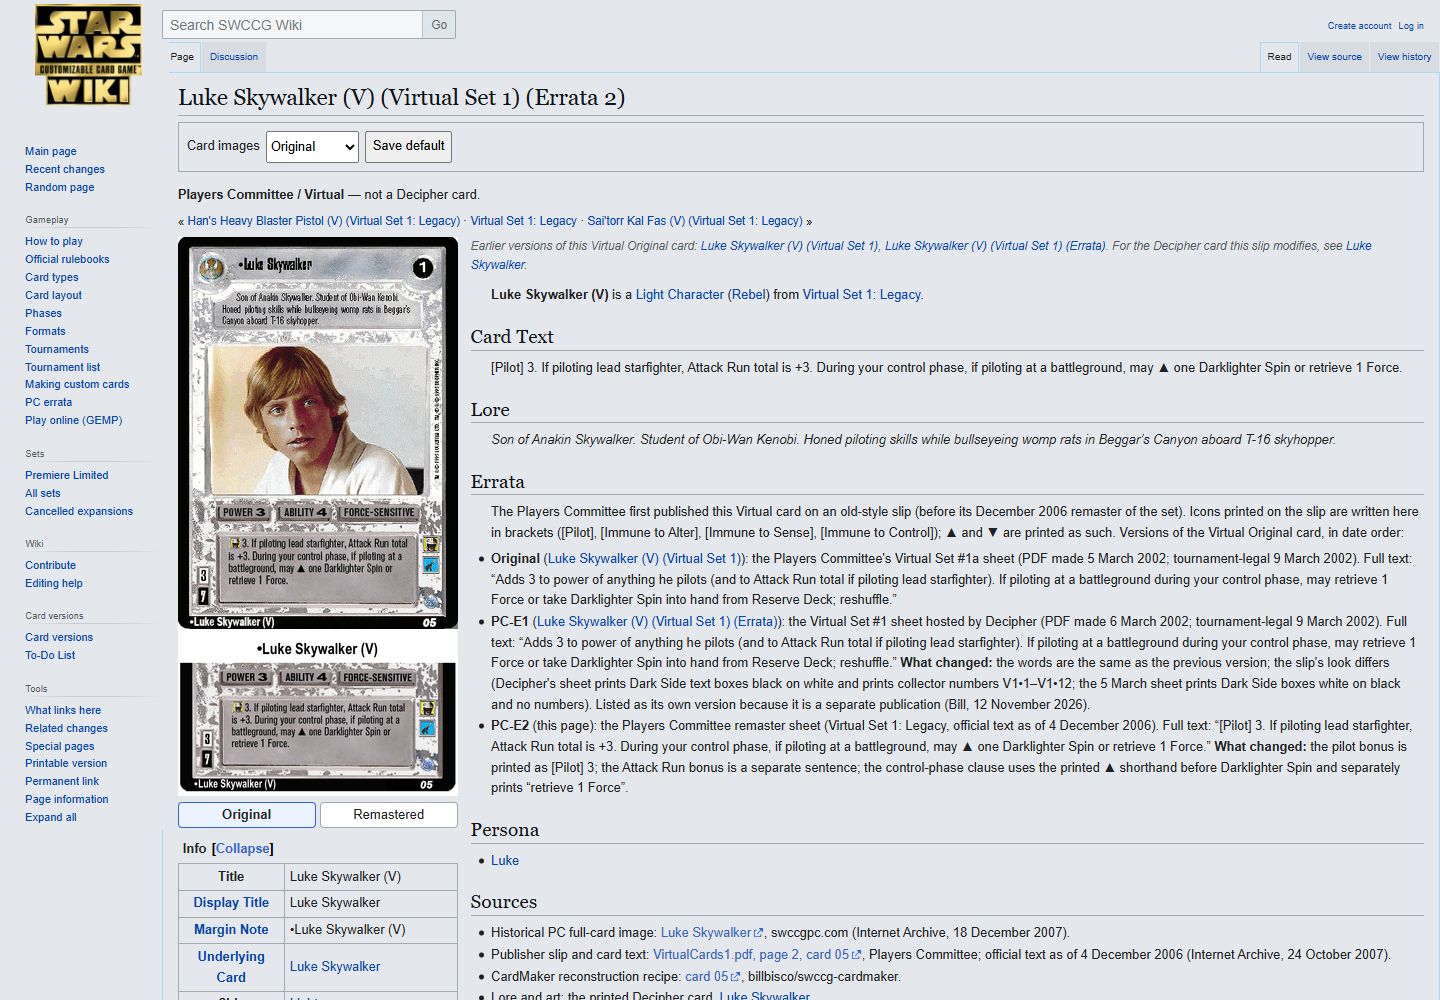 STAR WARS
CUSTOMIZABLE CARD GAME
WIKI
Search SWCCG Wiki
Go
Create account Log in
Page Discussion
Read View source View history
Main page
Recent changes
Random page
Gameplay
How to play
Official rulebooks
Card types
Card layout
Phases
Formats
Tournaments
Tournament list
Making custom cards
PC errata
Play online (GEMP)
Sets
Premiere Limited
All sets
Cancelled expansions
Wiki
Contribute
Editing help
Card versions
Card versions
To-Do List
Tools
What links here
Related changes
Special pages
Printable version
Permanent link
Page information
Expand all
Luke Skywalker (V) (Virtual Set 1) (Errata 2)
Card images Original Save default
Players Committee / Virtual — not a Decipher card.
« Han's Heavy Blaster Pistol (V) (Virtual Set 1: Legacy) · Virtual Set 1: Legacy · Sai'torr Kal Fas (V) (Virtual Set 1: Legacy) »
•Luke Skywalker 1
Son of Anakin Skywalker. Student of Obi-Wan Kenobi.
Honed piloting skills while bullseyeing womp rats in Beggar's
Canyon aboard T-16 skyhopper.
POWER 3 ABILITY 4 FORCE-SENSITIVE
3. If piloting lead starfighter, Attack Run total
is +3. During your control phase, if piloting at a
battleground, may ▲ one Darklighter Spin or
retrieve 1 Force.
3
7
•Luke Skywalker (V) 05
•Luke Skywalker (V)
POWER 3 ABILITY 4 FORCE-SENSITIVE
3. If piloting lead starfighter, Attack Run total
is +3. During your control phase, if piloting at a
battleground, may ▲ one Darklighter Spin or
retrieve 1 Force.
3
7
•Luke Skywalker (V) 05
Original Remastered
Info [Collapse]
Title Luke Skywalker (V)
Display Title Luke Skywalker
Margin Note •Luke Skywalker (V)
Underlying
Card Luke Skywalker
Earlier versions of this Virtual Original card: Luke Skywalker (V) (Virtual Set 1), Luke Skywalker (V) (Virtual Set 1) (Errata). For the Decipher card this slip modifies, see Luke
Skywalker.
Luke Skywalker (V) is a Light Character (Rebel) from Virtual Set 1: Legacy.
Card Text
[Pilot] 3. If piloting lead starfighter, Attack Run total is +3. During your control phase, if piloting at a battleground, may ▲ one Darklighter Spin or retrieve 1 Force.
Lore
Son of Anakin Skywalker. Student of Obi-Wan Kenobi. Honed piloting skills while bullseyeing womp rats in Beggar's Canyon aboard T-16 skyhopper.
Errata
The Players Committee first published this Virtual card on an old-style slip (before its December 2006 remaster of the set). Icons printed on the slip are written here
in brackets ([Pilot], [Immune to Alter], [Immune to Sense], [Immune to Control]); ▲ and ▼ are printed as such. Versions of the Virtual Original card, in date order:
• Original (Luke Skywalker (V) (Virtual Set 1)): the Players Committee's Virtual Set #1a sheet (PDF made 5 March 2002; tournament-legal 9 March 2002). Full text:
“Adds 3 to power of anything he pilots (and to Attack Run total if piloting lead starfighter). If piloting at a battleground during your control phase, may retrieve 1
Force or take Darklighter Spin into hand from Reserve Deck; reshuffle.”
• PC-E1 (Luke Skywalker (V) (Virtual Set 1) (Errata)): the Virtual Set #1 sheet hosted by Decipher (PDF made 6 March 2002; tournament-legal 9 March 2002). Full
text: “Adds 3 to power of anything he pilots (and to Attack Run total if piloting lead starfighter). If piloting at a battleground during your control phase, may retrieve 1
Force or take Darklighter Spin into hand from Reserve Deck; reshuffle.” What changed: the words are the same as the previous version; the slip's look differs
(Decipher's sheet prints Dark Side text boxes black on white and prints collector numbers V1•1–V1•12; the 5 March sheet prints Dark Side boxes white on black
and no numbers). Listed as its own version because it is a separate publication (Bill, 12 November 2026).
• PC-E2 (this page): the Players Committee remaster sheet (Virtual Set 1: Legacy, official text as of 4 December 2006). Full text: “[Pilot] 3. If piloting lead starfighter,
Attack Run total is +3. During your control phase, if piloting at a battleground, may ▲ one Darklighter Spin or retrieve 1 Force.” What changed: the pilot bonus is
printed as [Pilot] 3; the Attack Run bonus is a separate sentence; the control-phase clause uses the printed ▲ shorthand before Darklighter Spin and separately
prints “retrieve 1 Force”.
Persona
• Luke
Sources
• Historical PC full-card image: Luke Skywalker, swccgpc.com (Internet Archive, 18 December 2007).
• Publisher slip and card text: VirtualCards1.pdf, page 2, card 05, Players Committee; official text as of 4 December 2006 (Internet Archive, 24 October 2007).
• CardMaker reconstruction recipe: card 05, billbisco/swccg-cardmaker.
• Lore and art: the printed Decipher card, Luke Skywalker